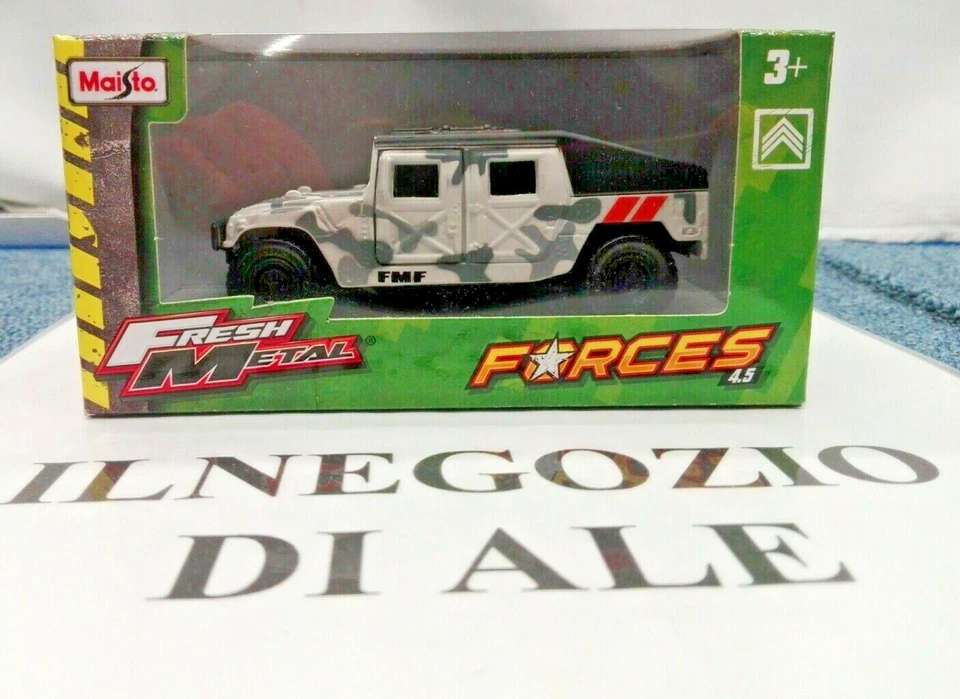 Maisto
3+
FMF
FRESH
METAL®
FORCES
4.5
ILNEGOZIO
DI ALE